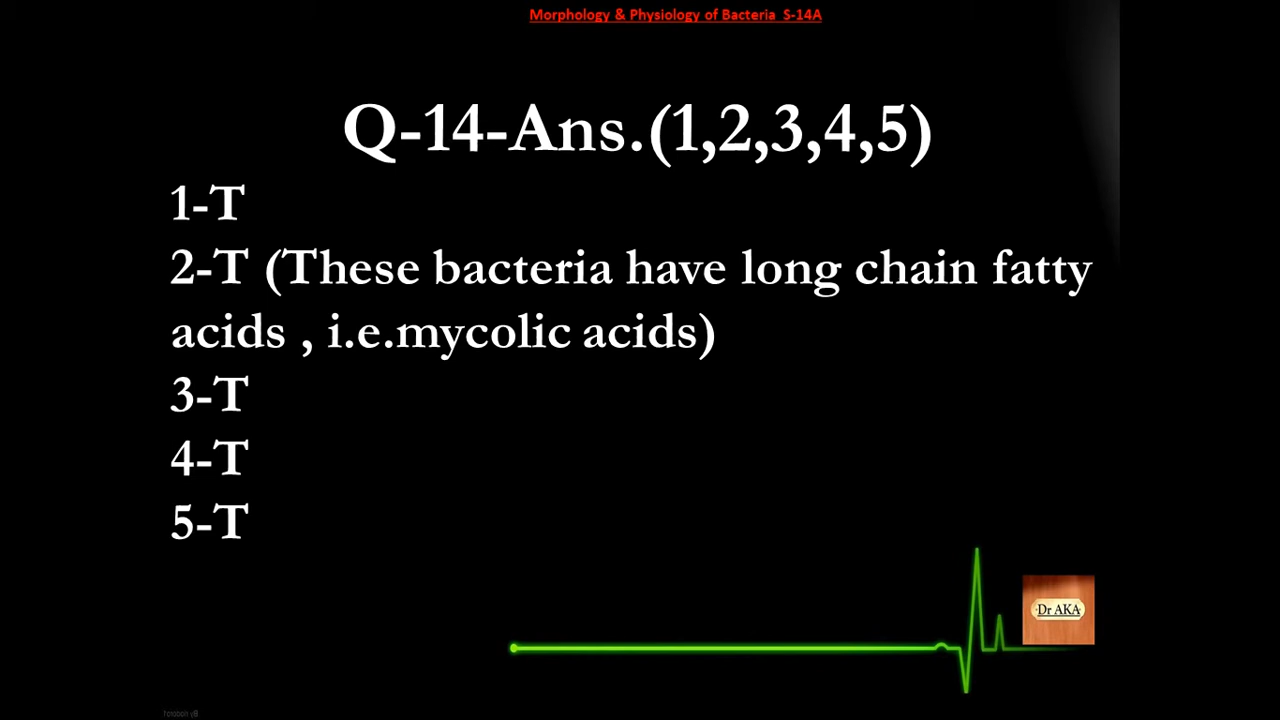 Morphology & Physiology of Bacteria S-14A
Q-14-Ans.(1,2,3,4,5)
1-T
2-T (These bacteria have long chain fatty
acids , i.e.mycolic acids)
3-T
4-T
5-T
Dr AKA